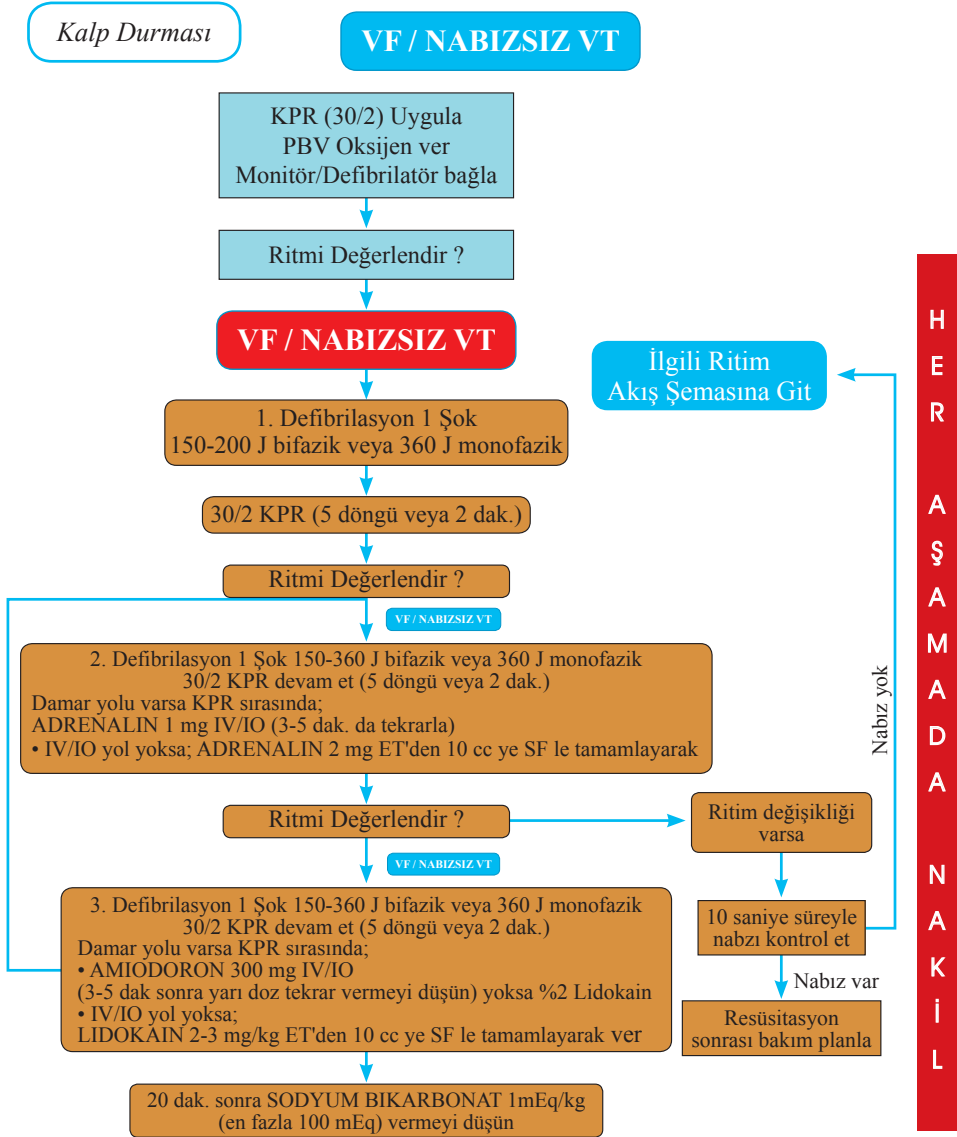 Kalp Durması
VF / NABIZSIZ VT
KPR (30/2) Uygula
PBV Oksijen ver
Monitör/Defibrilatör bağla
Ritmi Değerlendir ?
VF / NABIZSIZ VT
İlgili Ritim
Akış Şemasına Git
1. Defibrilasyon 1 Şok
150-200 J bifazik veya 360 J monofazik
30/2 KPR (5 döngü veya 2 dak.)
Ritmi Değerlendir ?
VF / NABIZSIZ VT
2. Defibrilasyon 1 Şok 150-360 J bifazik veya 360 J monofazik
30/2 KPR devam et (5 döngü veya 2 dak.)
Damar yolu varsa KPR sırasında;
ADRENALIN 1 mg IV/IO (3-5 dak. da tekrarla)
• IV/IO yol yoksa; ADRENALIN 2 mg ET'den 10 cc ye SF le tamamlayarak
Ritmi Değerlendir ?
Ritim değişikliği
varsa
VF / NABIZSIZ VT
3. Defibrilasyon 1 Şok 150-360 J bifazik veya 360 J monofazik
30/2 KPR devam et (5 döngü veya 2 dak.)
Damar yolu varsa KPR sırasında;
• AMIODORON 300 mg IV/IO
(3-5 dak sonra yarı doz tekrar vermeyi düşün) yoksa %2 Lidokain
• IV/IO yol yoksa;
LIDOKAIN 2-3 mg/kg ET'den 10 cc ye SF le tamamlayarak ver
10 saniye süreyle
nabzı kontrol et
Nabız yok
Nabız var
Resüsitasyon
sonrası bakım planla
20 dak. sonra SODYUM BIKARBONAT 1mEq/kg
(en fazla 100 mEq) vermeyi düşün
HER AŞAMADA NAKİL